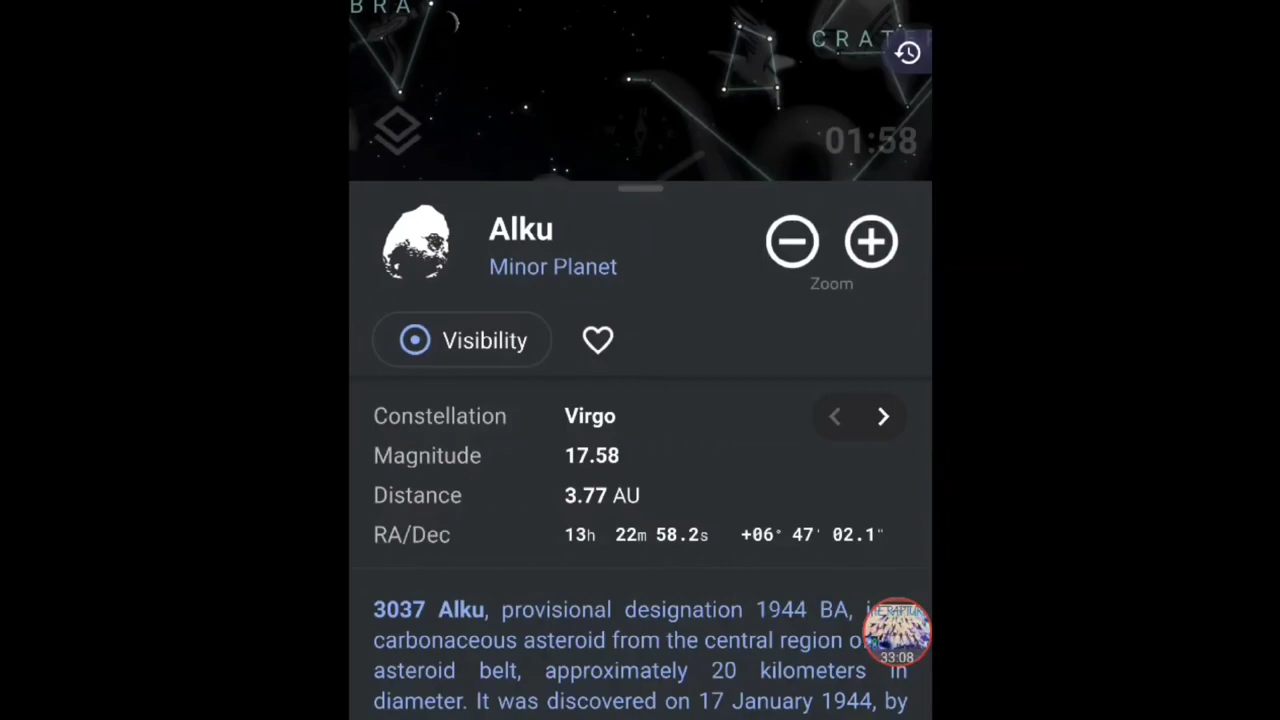 BRA
CRATE
01:58
Alku
Minor Planet
Zoom
Visibility
Constellation Virgo
Magnitude 17.58
Distance 3.77 AU
RA/Dec 13h 22m 58.2s +06° 47' 02.1"
3037 Alku, provisional designation 1944 BA,
carbonaceous asteroid from the central region
asteroid belt, approximately 20 kilometers in
diameter. It was discovered on 17 January 1944, by
33:08